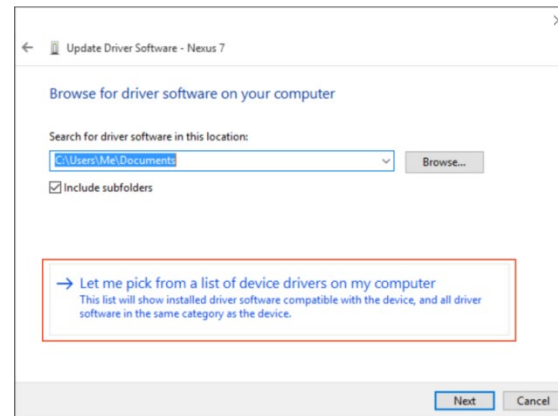 Update Driver Software - Nexus 7
Browse for driver software on your computer
Search for driver software in this location:
C:\Users\Me\Documents
Browse...
Include subfolders
Let me pick from a list of device drivers on my computer
This list will show installed driver software compatible with the device, and all driver
software in the same category as the device.
Next Cancel